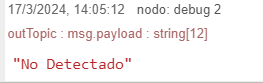 17/3/2024, 14:05:12 nodo: debug 2
outTopic : msg.payload : string[12]
"No Detectado"